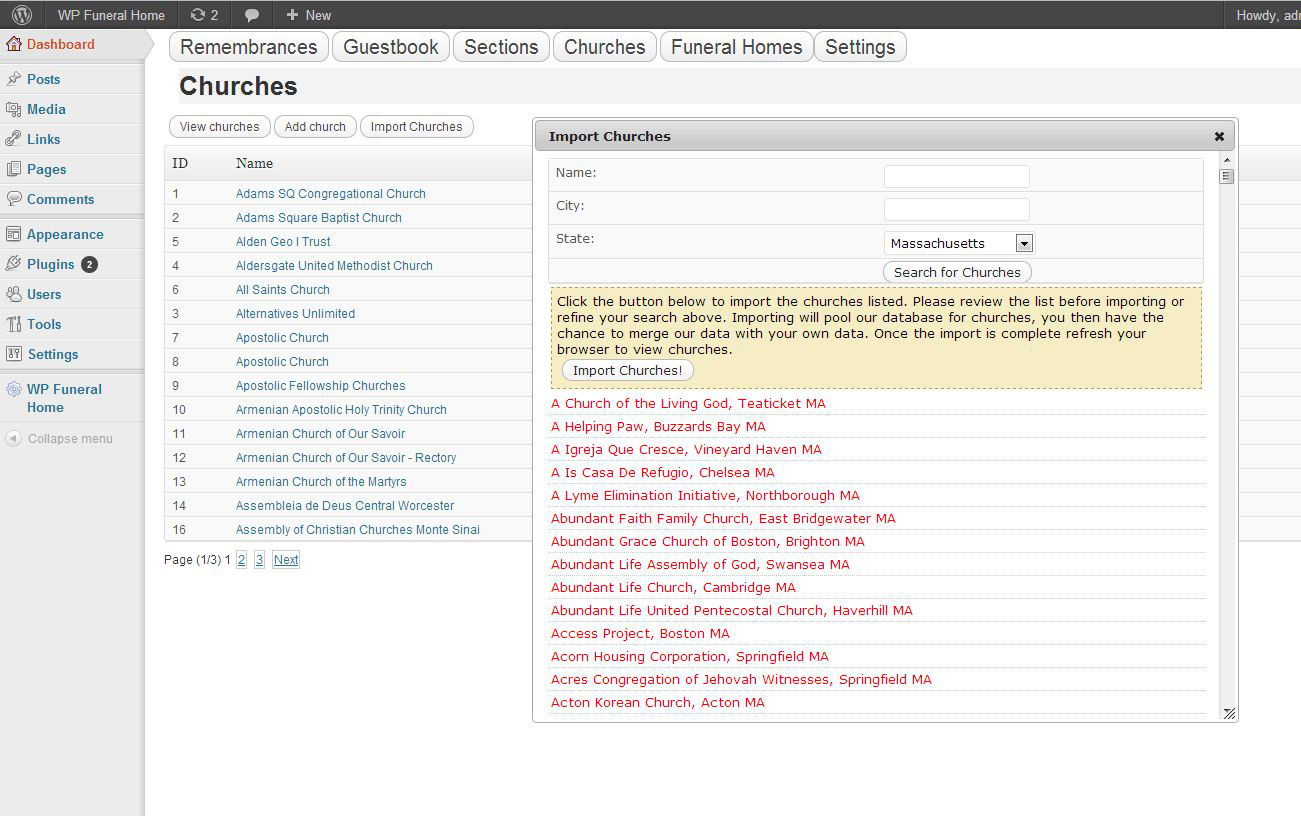 WP Funeral Home 2 + New Howdy, adn
Dashboard
Posts
Media
Links
Pages
Comments
Appearance
Plugins 2
Users
Tools
Settings
WP Funeral
Home
Collapse menu
Remembrances Guestbook Sections Churches Funeral Homes Settings
Churches
View churches Add church Import Churches
ID Name
1 Adams SQ Congregational Church
2 Adams Square Baptist Church
5 Alden Geo I Trust
4 Aldersgate United Methodist Church
6 All Saints Church
3 Alternatives Unlimited
7 Apostolic Church
8 Apostolic Church
9 Apostolic Fellowship Churches
10 Armenian Apostolic Holy Trinity Church
11 Armenian Church of Our Savoir
12 Armenian Church of Our Savoir - Rectory
13 Armenian Church of the Martyrs
14 Assembleia de Deus Central Worcester
16 Assembly of Christian Churches Monte Sinai
Page (1/3) 1 2 3 Next
Import Churches
Name:
City:
State: Massachusetts
Search for Churches
Click the button below to import the churches listed. Please review the list before importing or
refine your search above. Importing will pool our database for churches, you then have the
chance to merge our data with your own data. Once the import is complete refresh your
browser to view churches.
Import Churches!
A Church of the Living God, Teaticket MA
A Helping Paw, Buzzards Bay MA
A Igreja Que Cresce, Vineyard Haven MA
A Is Casa De Refugio, Chelsea MA
A Lyme Elimination Initiative, Northborough MA
Abundant Faith Family Church, East Bridgewater MA
Abundant Grace Church of Boston, Brighton MA
Abundant Life Assembly of God, Swansea MA
Abundant Life Church, Cambridge MA
Abundant Life United Pentecostal Church, Haverhill MA
Access Project, Boston MA
Acorn Housing Corporation, Springfield MA
Acres Congregation of Jehovah Witnesses, Springfield MA
Acton Korean Church, Acton MA